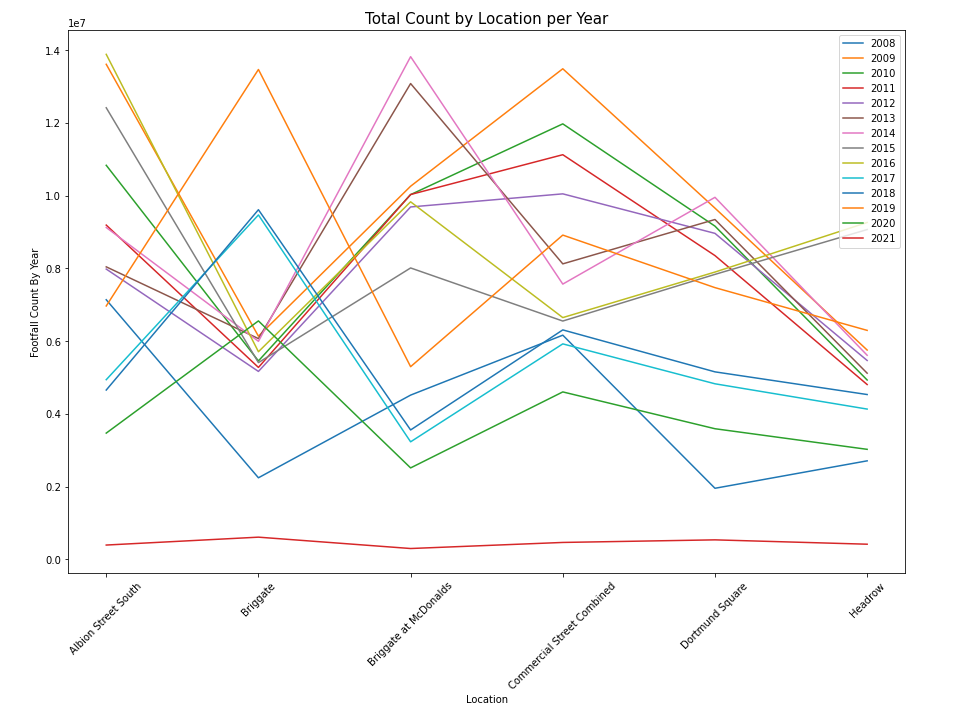 Total Count by Location per Year
1e7
1.4
1.2
1.0
0.8
0.6
0.4
0.2
0.0
Footfall Count By Year
2008
2009
2010
2011
2012
2013
2014
2015
2016
2017
2018
2019
2020
2021
Albion Street South
Briggate
Briggate at McDonalds
Commercial Street Combined
Dortmund Square
Headrow
Location